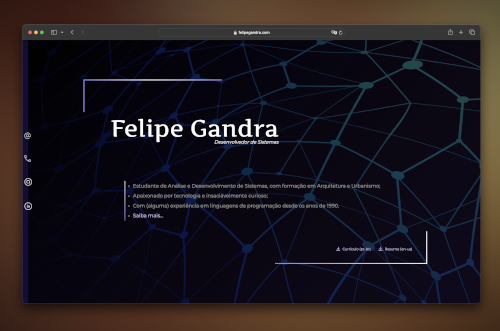 felipegandra.com
Felipe Gandra
Desenvolvedor de Sistemas
Estudante de Análise e Desenvolvimento de Sistemas, com formação em Arquitetura e Urbanismo;
Apaixonado por tecnologia e insaciávelmente curioso;
Com (alguma) experiência em linguagens de programação desde os anos de 1990.
Saiba mais...
Currículo (pt-br) Resume (en-us)